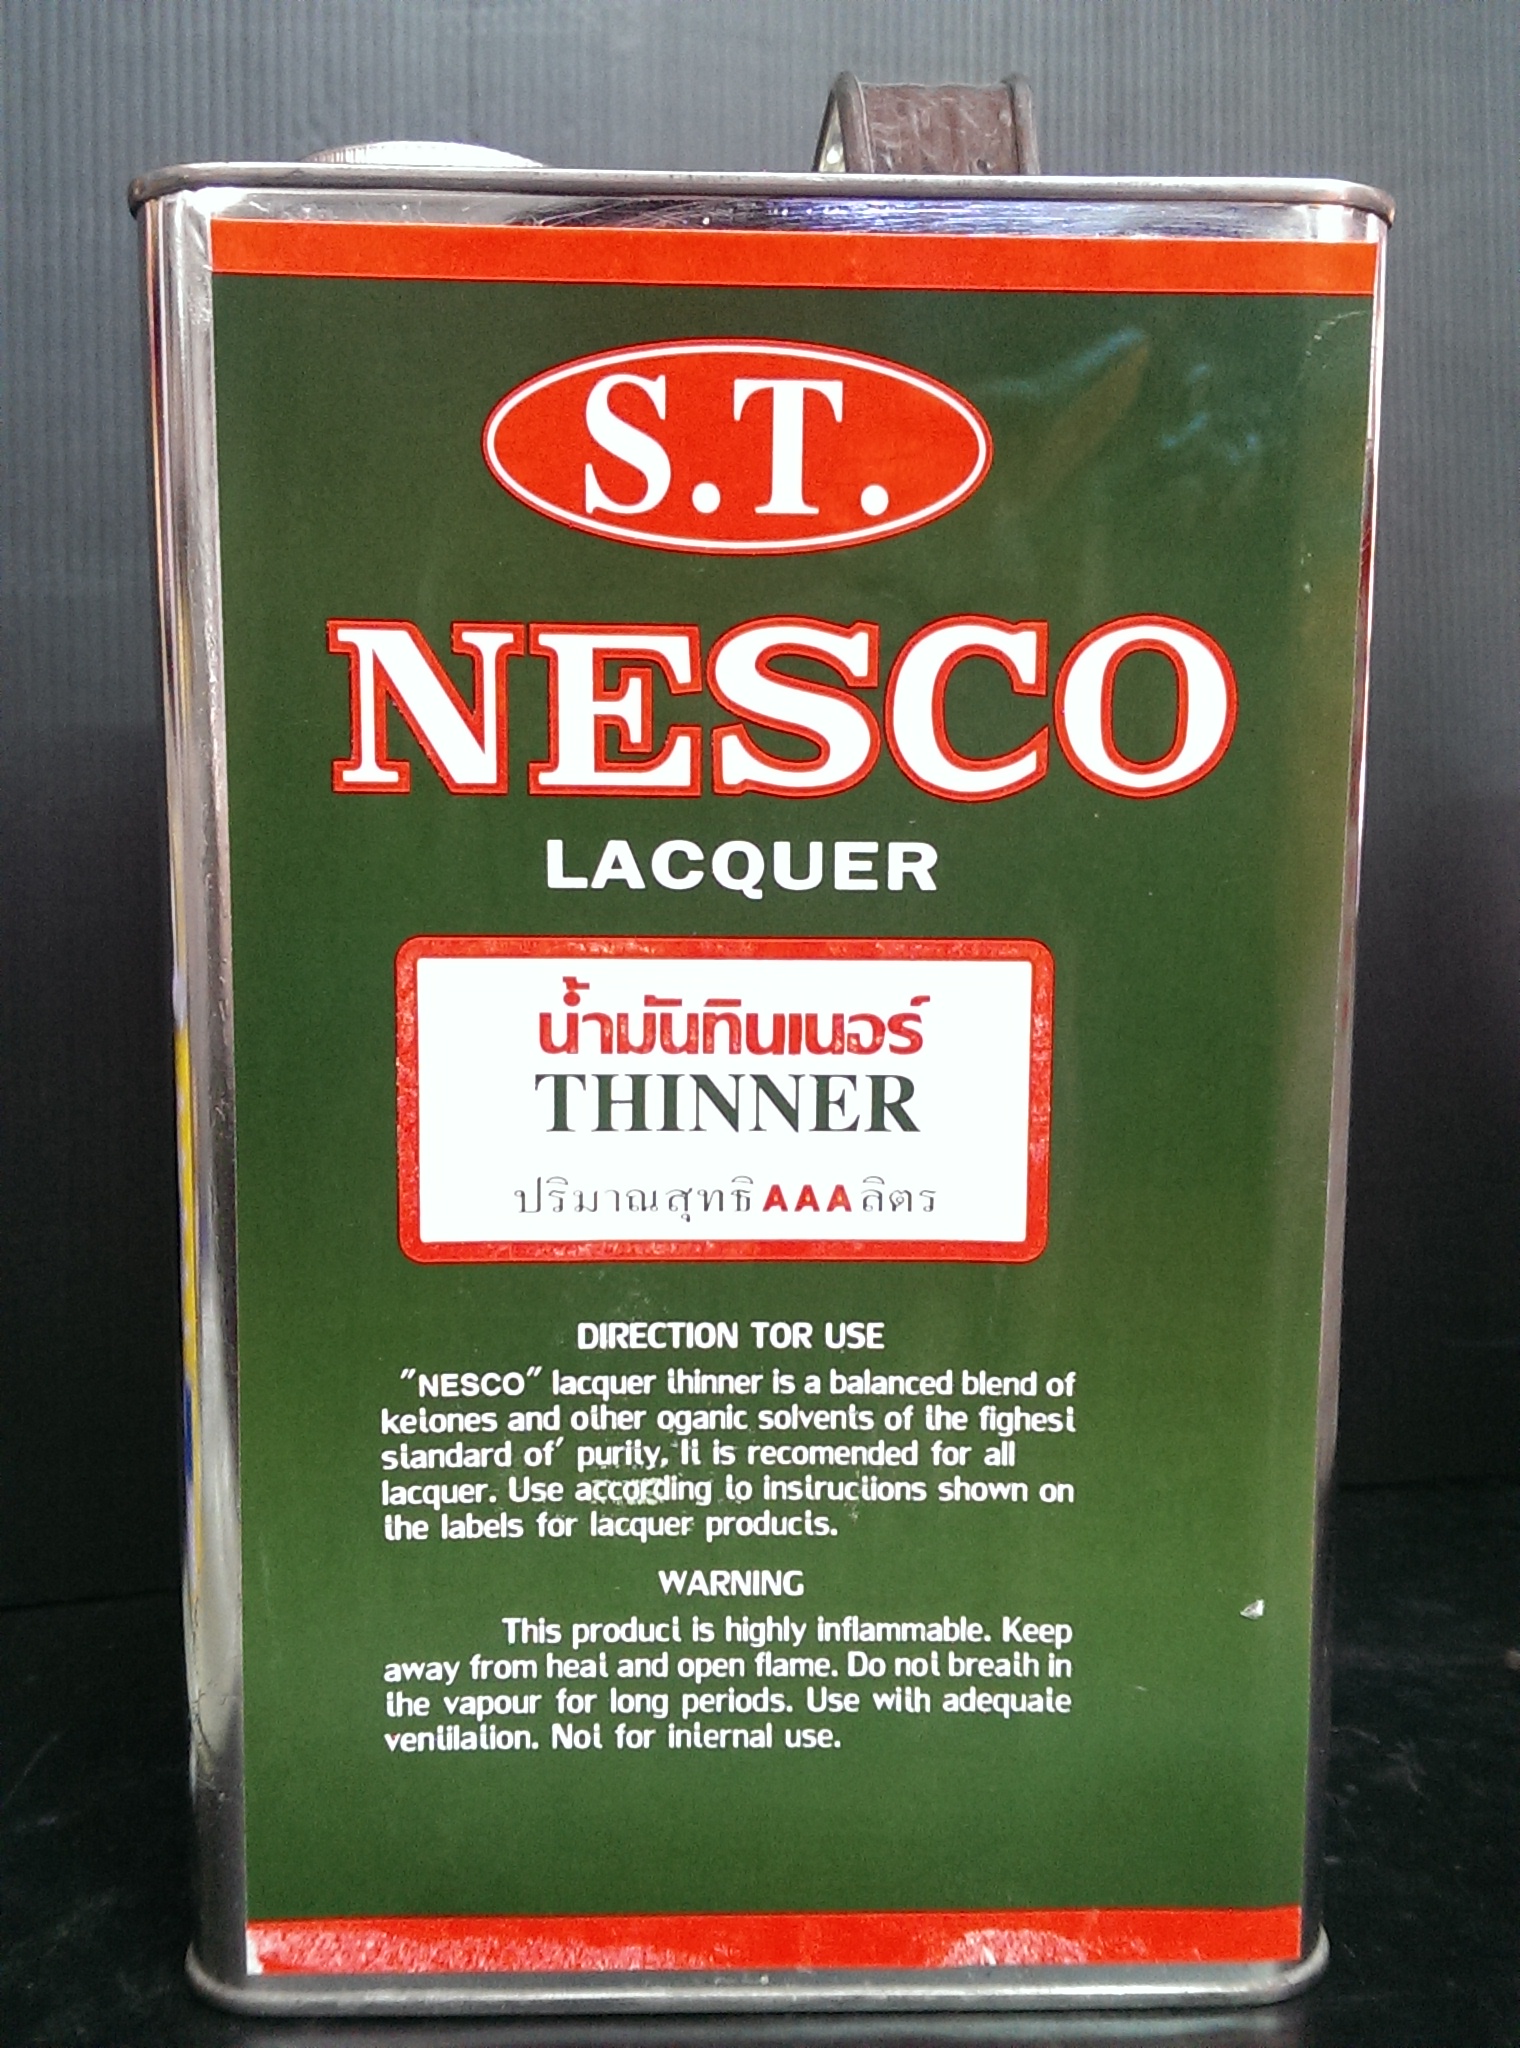 S.T.
NESCO
LACQUER
น้ำมันทินเนอร์
THINNER
ปริมาณสุทธิ AAA ลิตร
DIRECTION TOR USE
"NESCO" lacquer thinner is a balanced blend of
ketones and other oganic solvents of the fighest
standard of' purity, It is recomended for all
lacquer. Use according to instructions shown on
the labels for lacquer products.
WARNING
This product is highly inflammable. Keep
away from heat and open flame. Do not breath in
the vapour for long periods. Use with adequate
ventilation. Not for internal use.